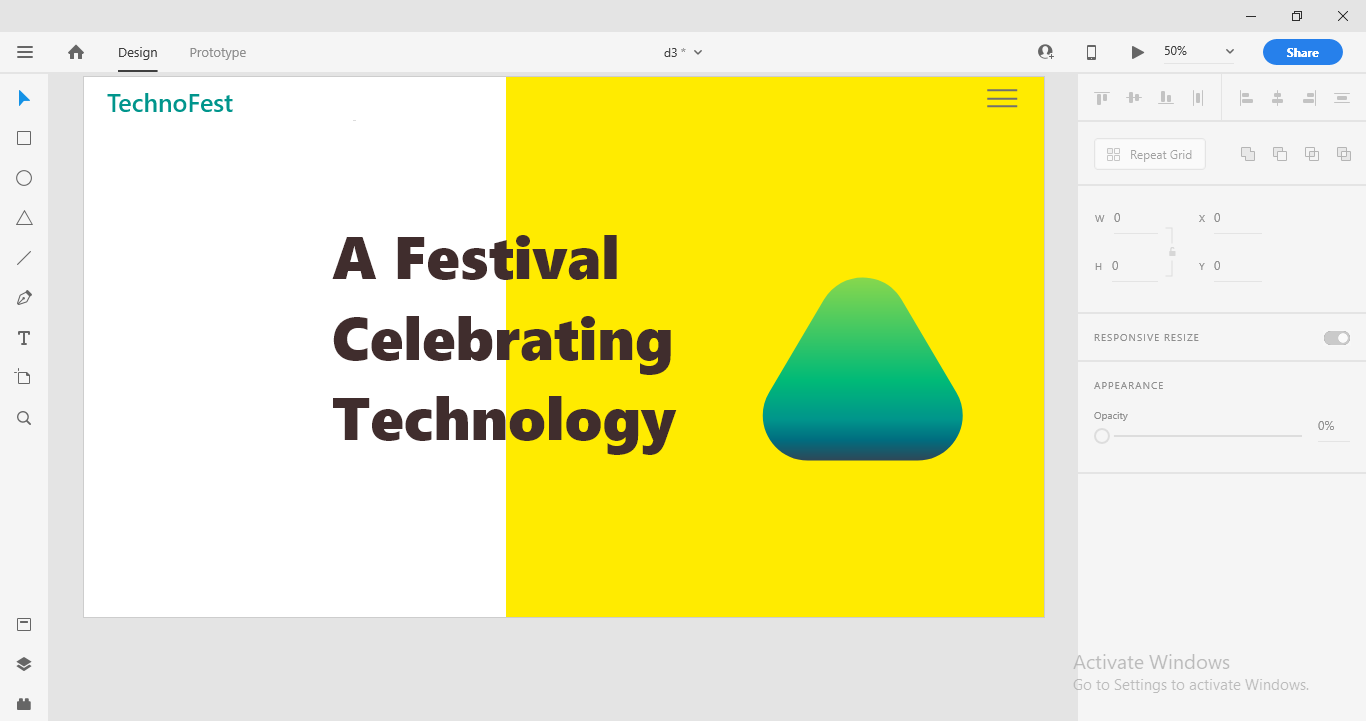 Design
Prototype
d3 *
50%
Share
TechnoFest
A Festival
Celebrating
Technology
Repeat Grid
W 0
X 0
H 0
Y 0
RESPONSIVE RESIZE
APPEARANCE
Opacity
0%
Activate Windows
Go to Settings to activate Windows.